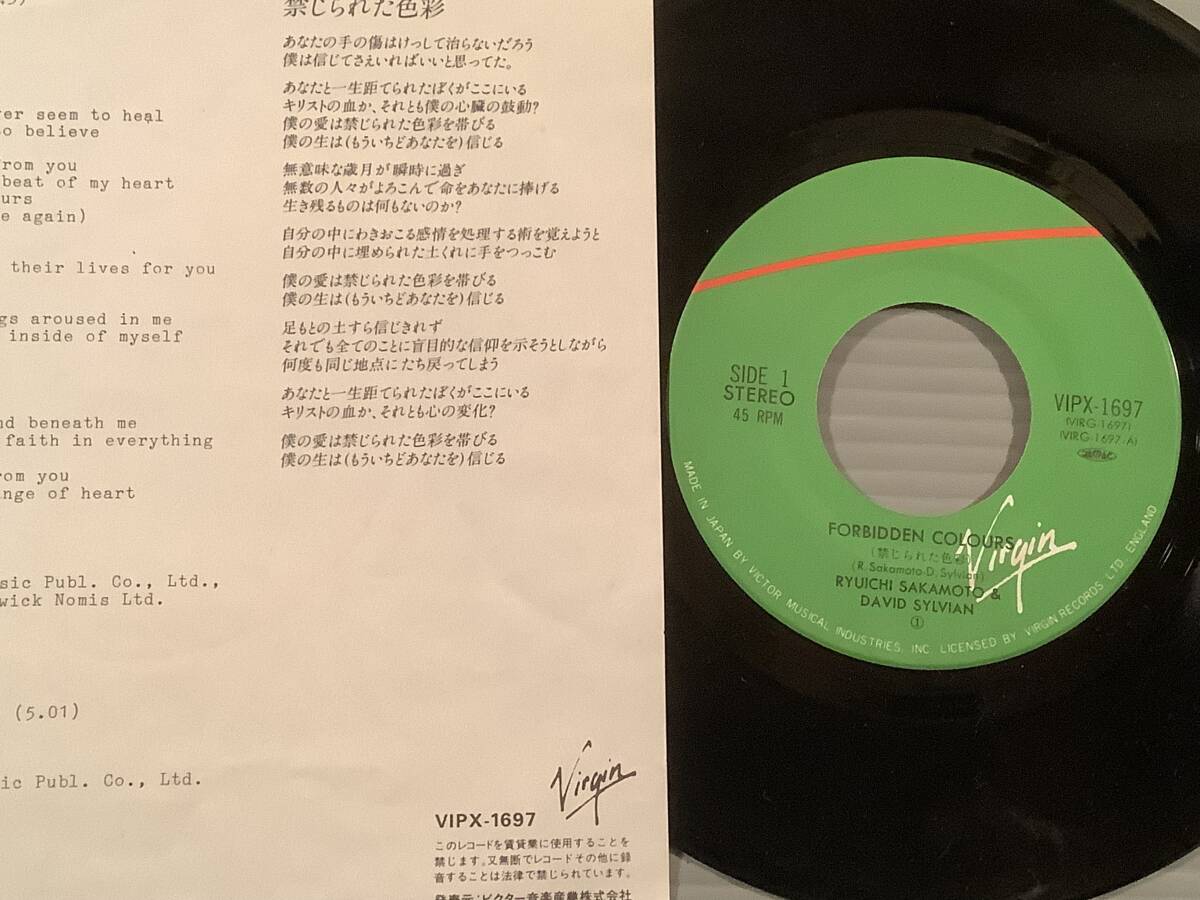 er seem to heal
o believe
rom you
beat of my heart
urs
e again)
their lives for you
gs aroused in me
inside of myself
nd beneath me
faith in everything
rom you
nge of heart
sic Publ. Co., Ltd.,
wick Nomis Ltd.
(5.01)
ic Publ. Co., Ltd.
禁じられた色彩
あなたの手の傷はけっして治らないだろう
僕は信じてさえいればいいと思ってた。
あなたと一生距てられたぼくがここにいる
キリストの血か、それとも僕の心臓の鼓動?
僕の愛は禁じられた色彩を帯びる
僕の生は(もういちどあなたを)信じる
無意味な歳月が瞬時に過ぎ
無数の人々がよろこんで命をあなたに捧げる
生き残るものは何もないのか?
自分の中にわきおこる感情を処理する術を覚えようと
自分の中に埋められた土くれに手をつっこむ
僕の愛は禁じられた色彩を帯びる
僕の生は(もういちどあなたを)信じる
足もとの土すら信じきれず
それでも全てのことに盲目的な信仰を示そうとしながら
何度も同じ地点にたち戻ってしまう
あなたと一生距てられたぼくがここにいる
キリストの血か、それとも心の変化?
僕の愛は禁じられた色彩を帯びる
僕の生は(もういちどあなたを)信じる
Virgin
VIPX-1697
このレコードを賃貸業に使用することを
禁じます。又無断でレコードその他に録
音することは法律で禁じられています。
発売元:ビクター音楽産業株式会社
SIDE 1
STEREO
45 RPM
VIPX-1697
(VIRG-1697)
(VIRG-1697-A)
FORBIDDEN COLOURS
(禁じられた色彩)
(R. Sakamoto-D. Sylvian)
RYUICHI SAKAMOTO &
DAVID SYLVIAN
①
Virgin
MADE IN JAPAN BY VICTOR MUSICAL INDUSTRIES, INC. LICENSED BY VIRGIN RECORDS LTD. ENGLAND